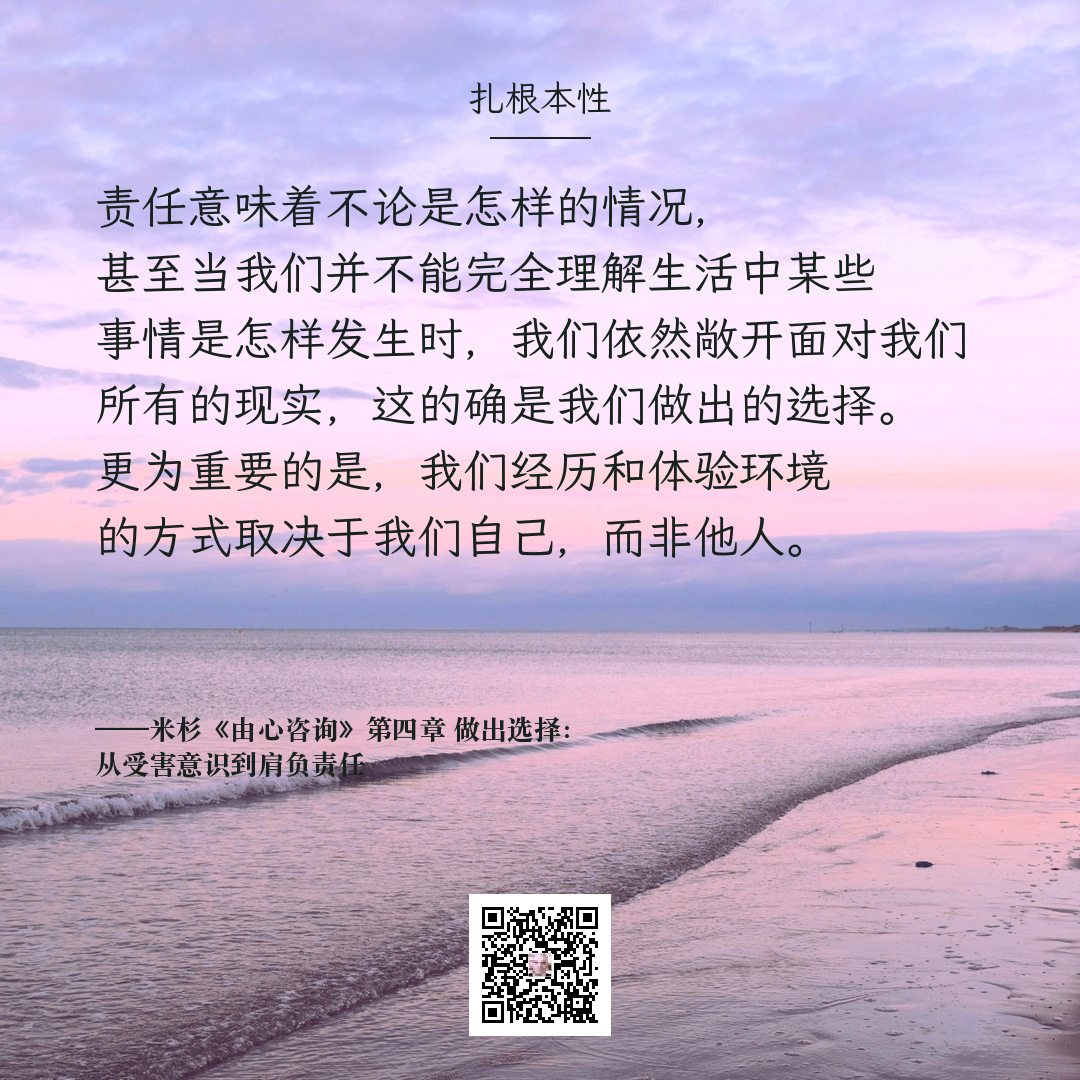 扎根本性
责任意味着不论是怎样的情况，
甚至当我们并不能完全理解生活中某些
事情是怎样发生时，我们依然敞开面对我们
所有的现实，这的确是我们做出的选择。
更为重要的是，我们经历和体验环境
的方式取决于我们自己，而非他人。
——米杉《由心咨询》第四章 做出选择：
从受害意识到肩负责任